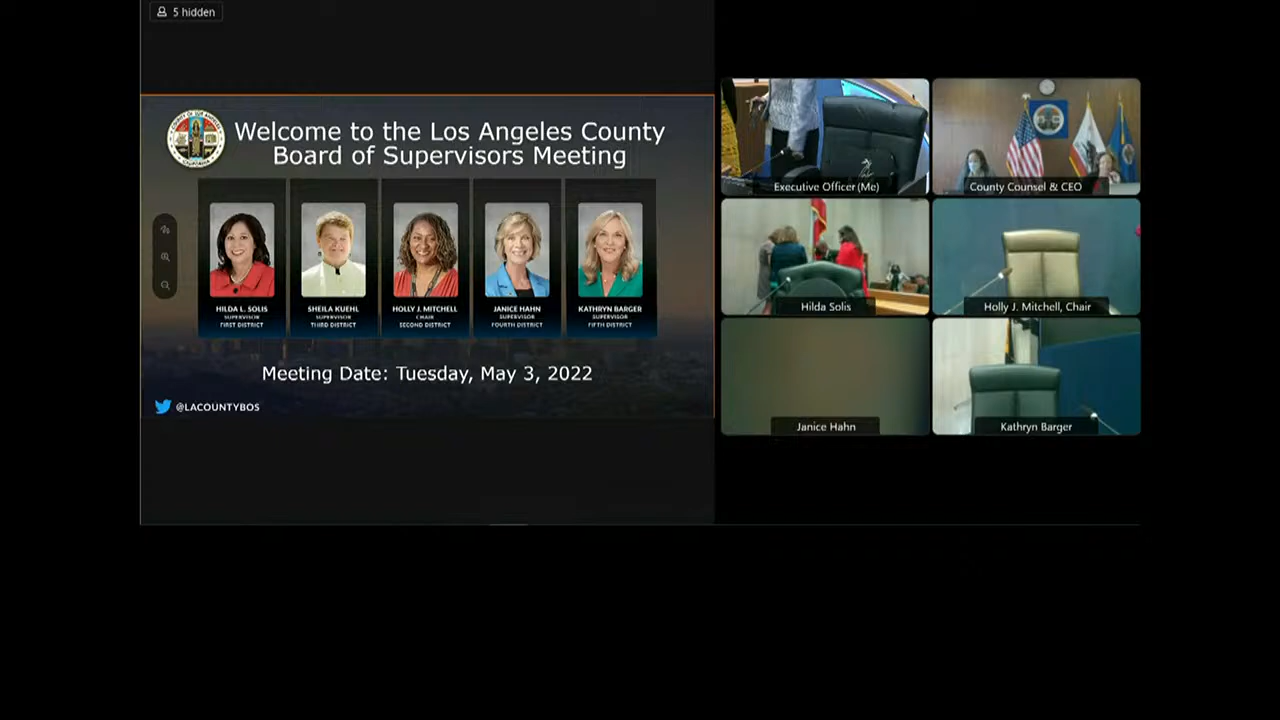 5 hidden
Welcome to the Los Angeles County
Board of Supervisors Meeting
HILDA L. SOLIS
SUPERVISOR
FIRST DISTRICT
SHEILA KUEHL
SUPERVISOR
THIRD DISTRICT
HOLLY J. MITCHELL
CHAIR
SECOND DISTRICT
JANICE HAHN
SUPERVISOR
FOURTH DISTRICT
KATHRYN BARGER
SUPERVISOR
FIFTH DISTRICT
Meeting Date: Tuesday, May 3, 2022
@LACOUNTYBOS
Executive Officer (Me)
County Counsel & CEO
Hilda Solis
Holly J. Mitchell, Chair
Janice Hahn
Kathryn Barger